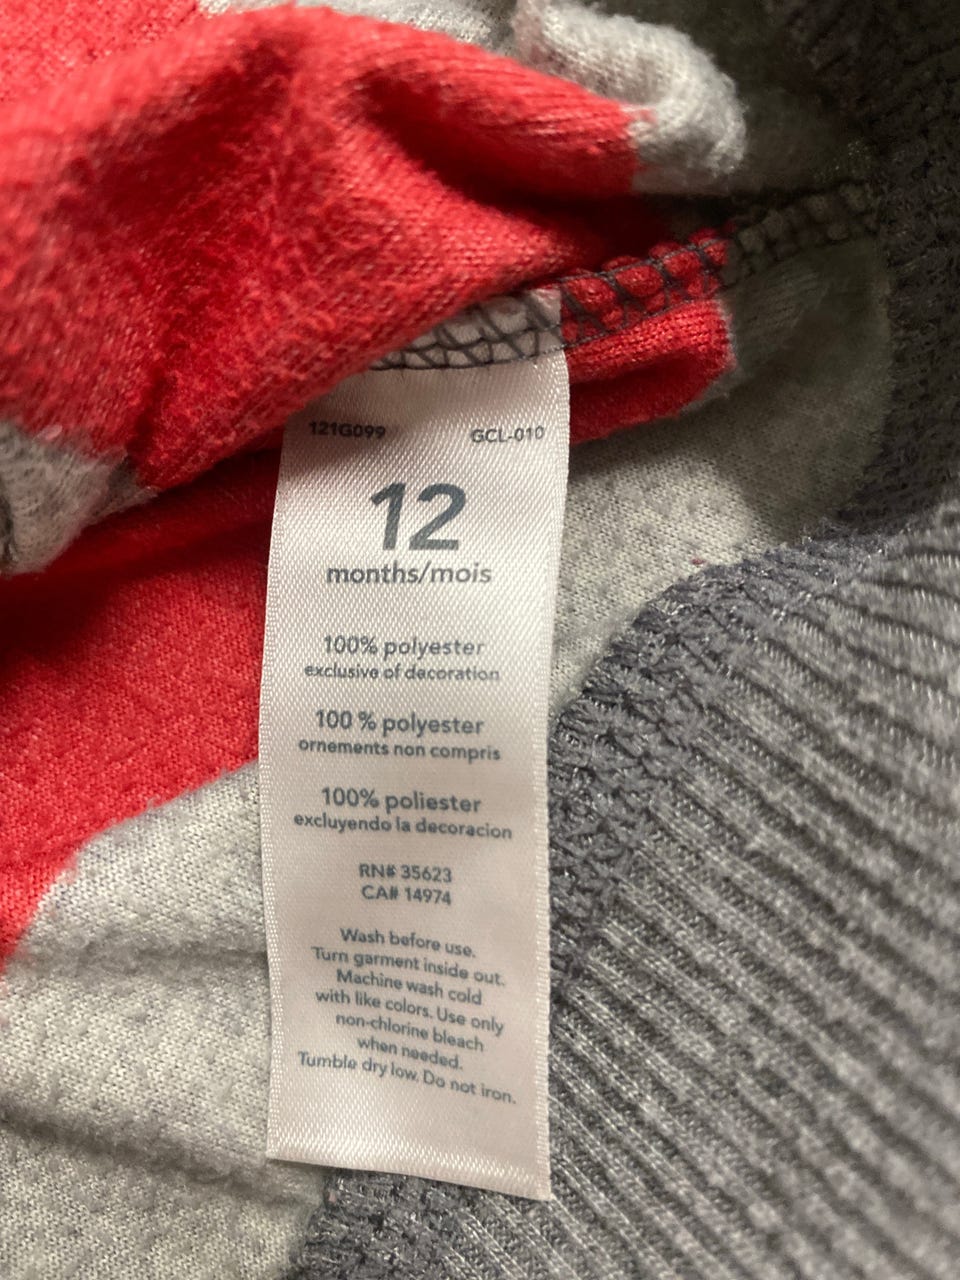 121G099 GCL-010
12
months/mois
100% polyester
exclusive of decoration
100 % polyester
ornements non compris
100% poliester
excluyendo la decoracion
RN# 35623
CA# 14974
Wash before use.
Turn garment inside out.
Machine wash cold
with like colors. Use only
non-chlorine bleach
when needed.
Tumble dry low. Do not iron.